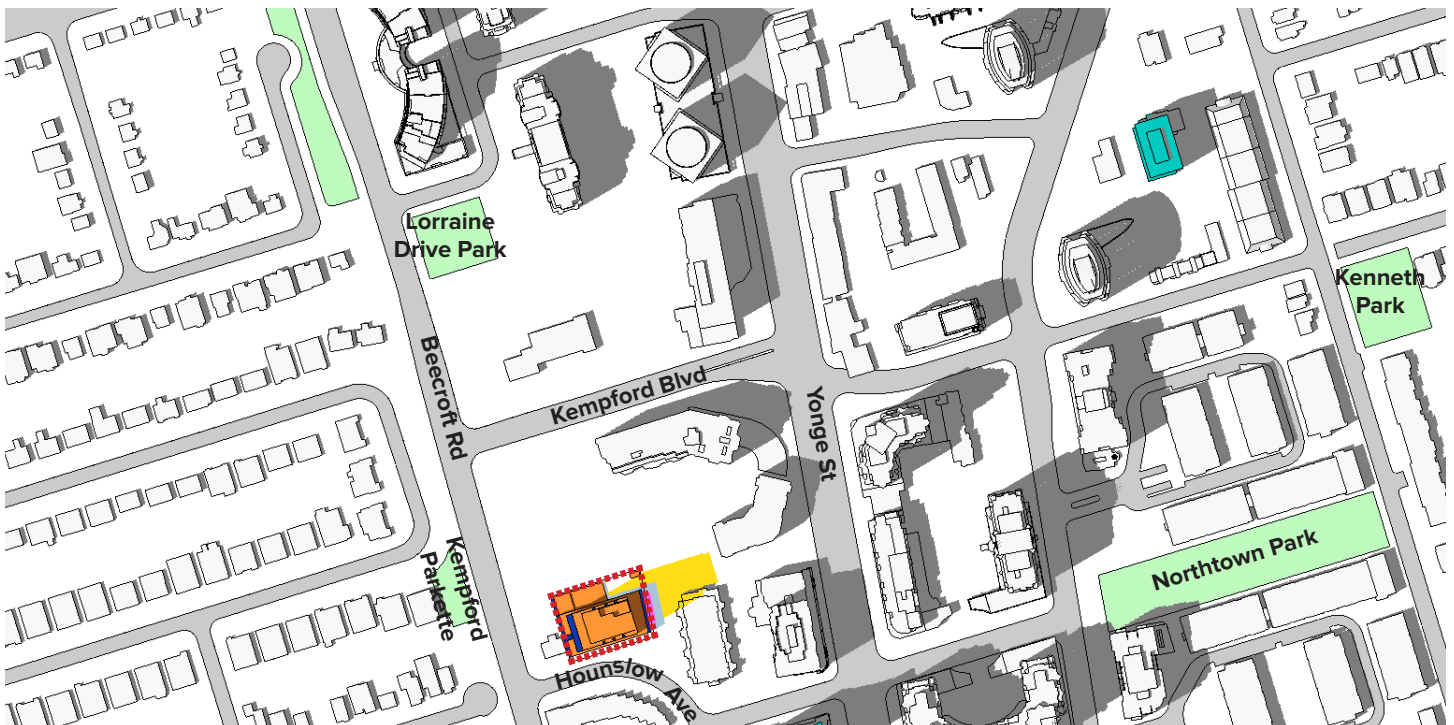 Lorraine
Drive Park
Kenneth
Park
Beecroft Rd
Kempford Blvd
Yonge St
Kempford
Parkette
Northtown Park
Hounslow Ave